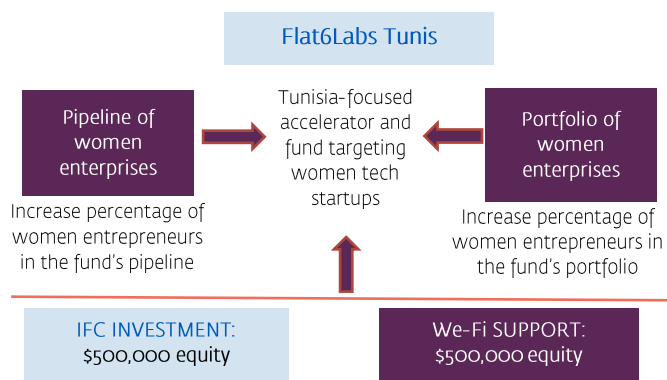 Flat6Labs Tunis
Pipeline of
women
enterprises
Increase percentage of
women entrepreneurs
in the fund's pipeline
Tunisia-focused
accelerator and
fund targeting
women tech
startups
Portfolio of
women
enterprises
Increase percentage of
women entrepreneurs in
the fund's portfolio
IFC INVESTMENT:
$500,000 equity
We-Fi SUPPORT:
$500,000 equity